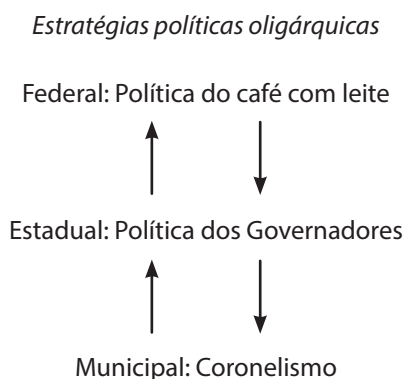 Estratégias políticas oligárquicas
Federal: Política do café com leite
Estadual: Política dos Governadores
Municipal: Coronelismo